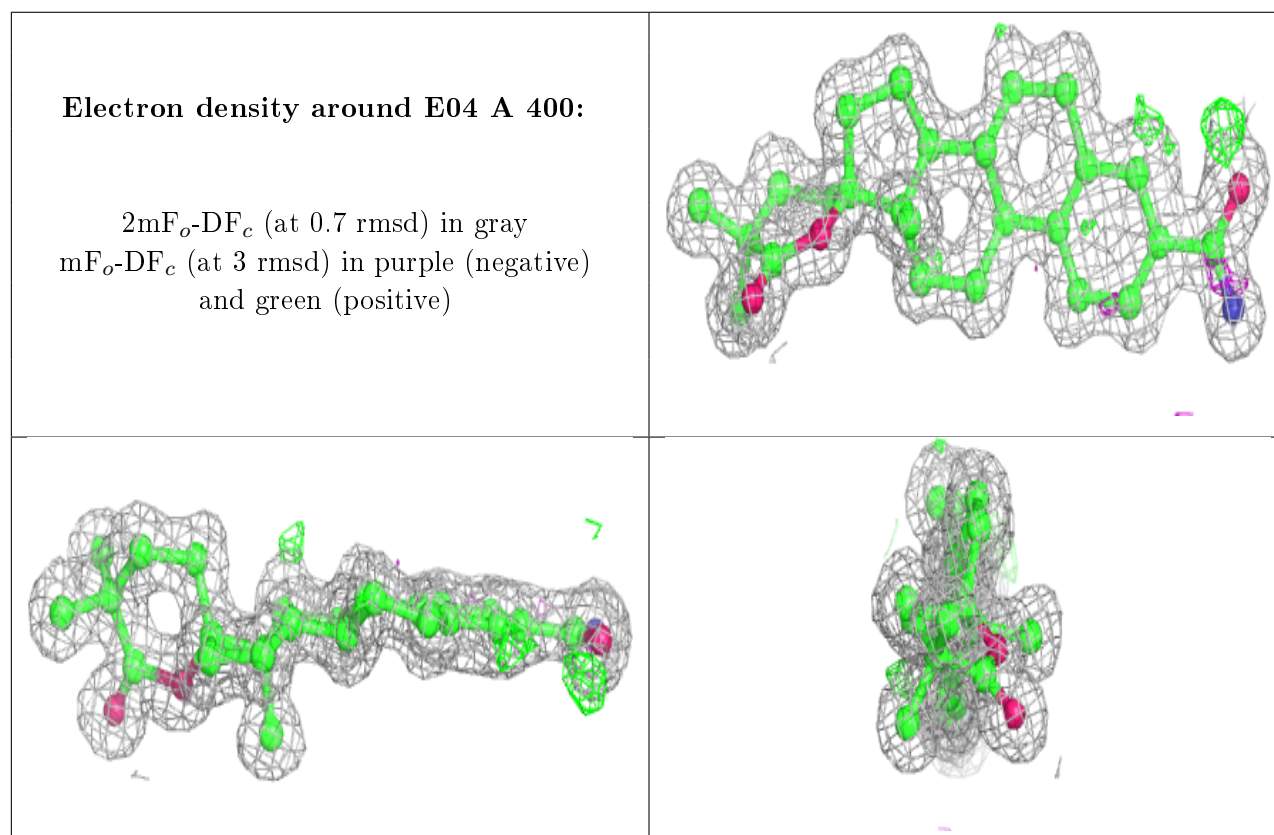 Electron density around E04 A 400:
2mFₒ-DF𝒸 (at 0.7 rmsd) in gray
mFₒ-DF𝒸 (at 3 rmsd) in purple (negative)
and green (positive)